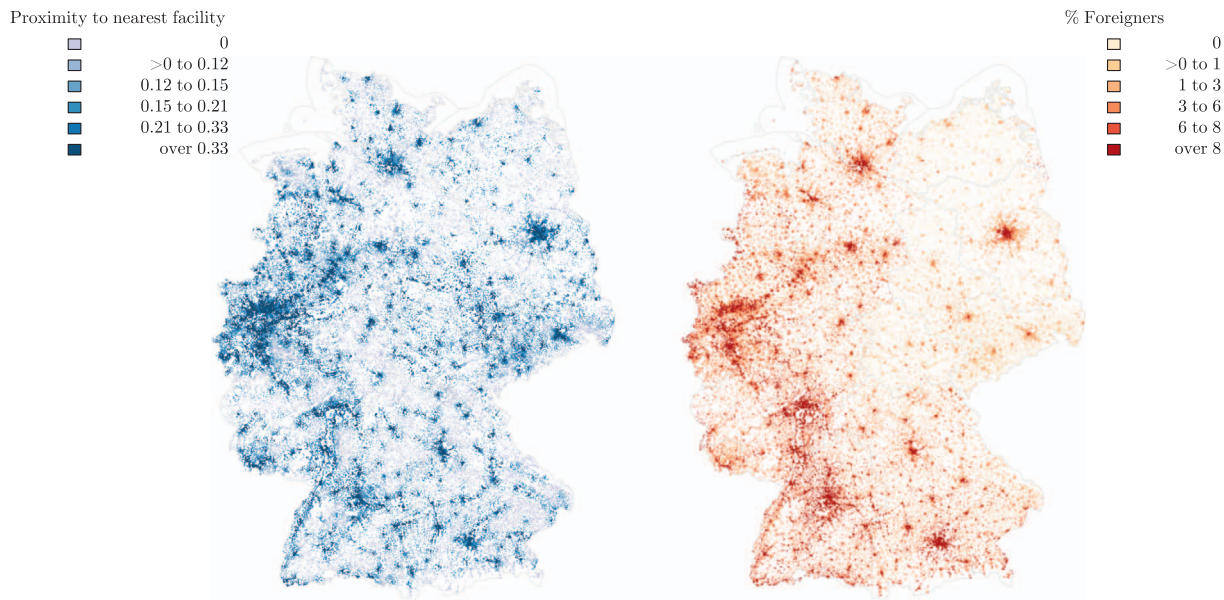 Proximity to nearest facility
0
>0 to 0.12
0.12 to 0.15
0.15 to 0.21
0.21 to 0.33
over 0.33
% Foreigners
0
>0 to 1
1 to 3
3 to 6
6 to 8
over 8